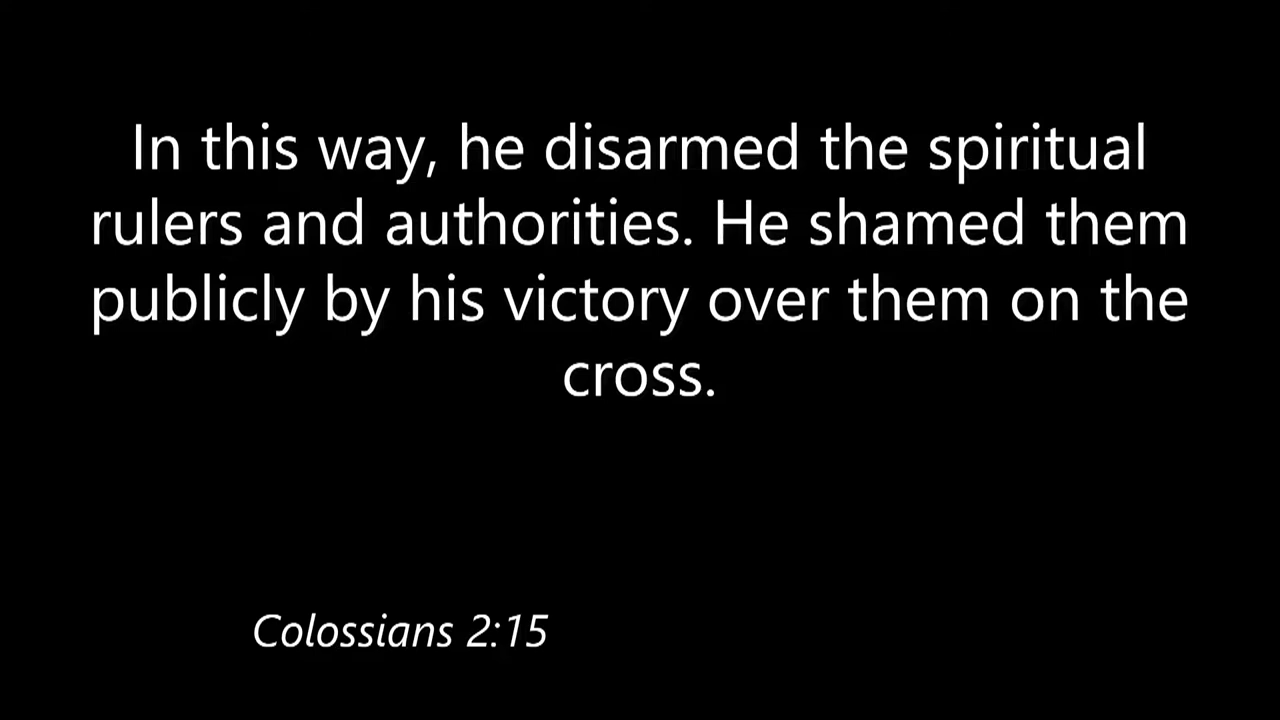 In this way, he disarmed the spiritual
rulers and authorities. He shamed them
publicly by his victory over them on the
cross.
Colossians 2:15